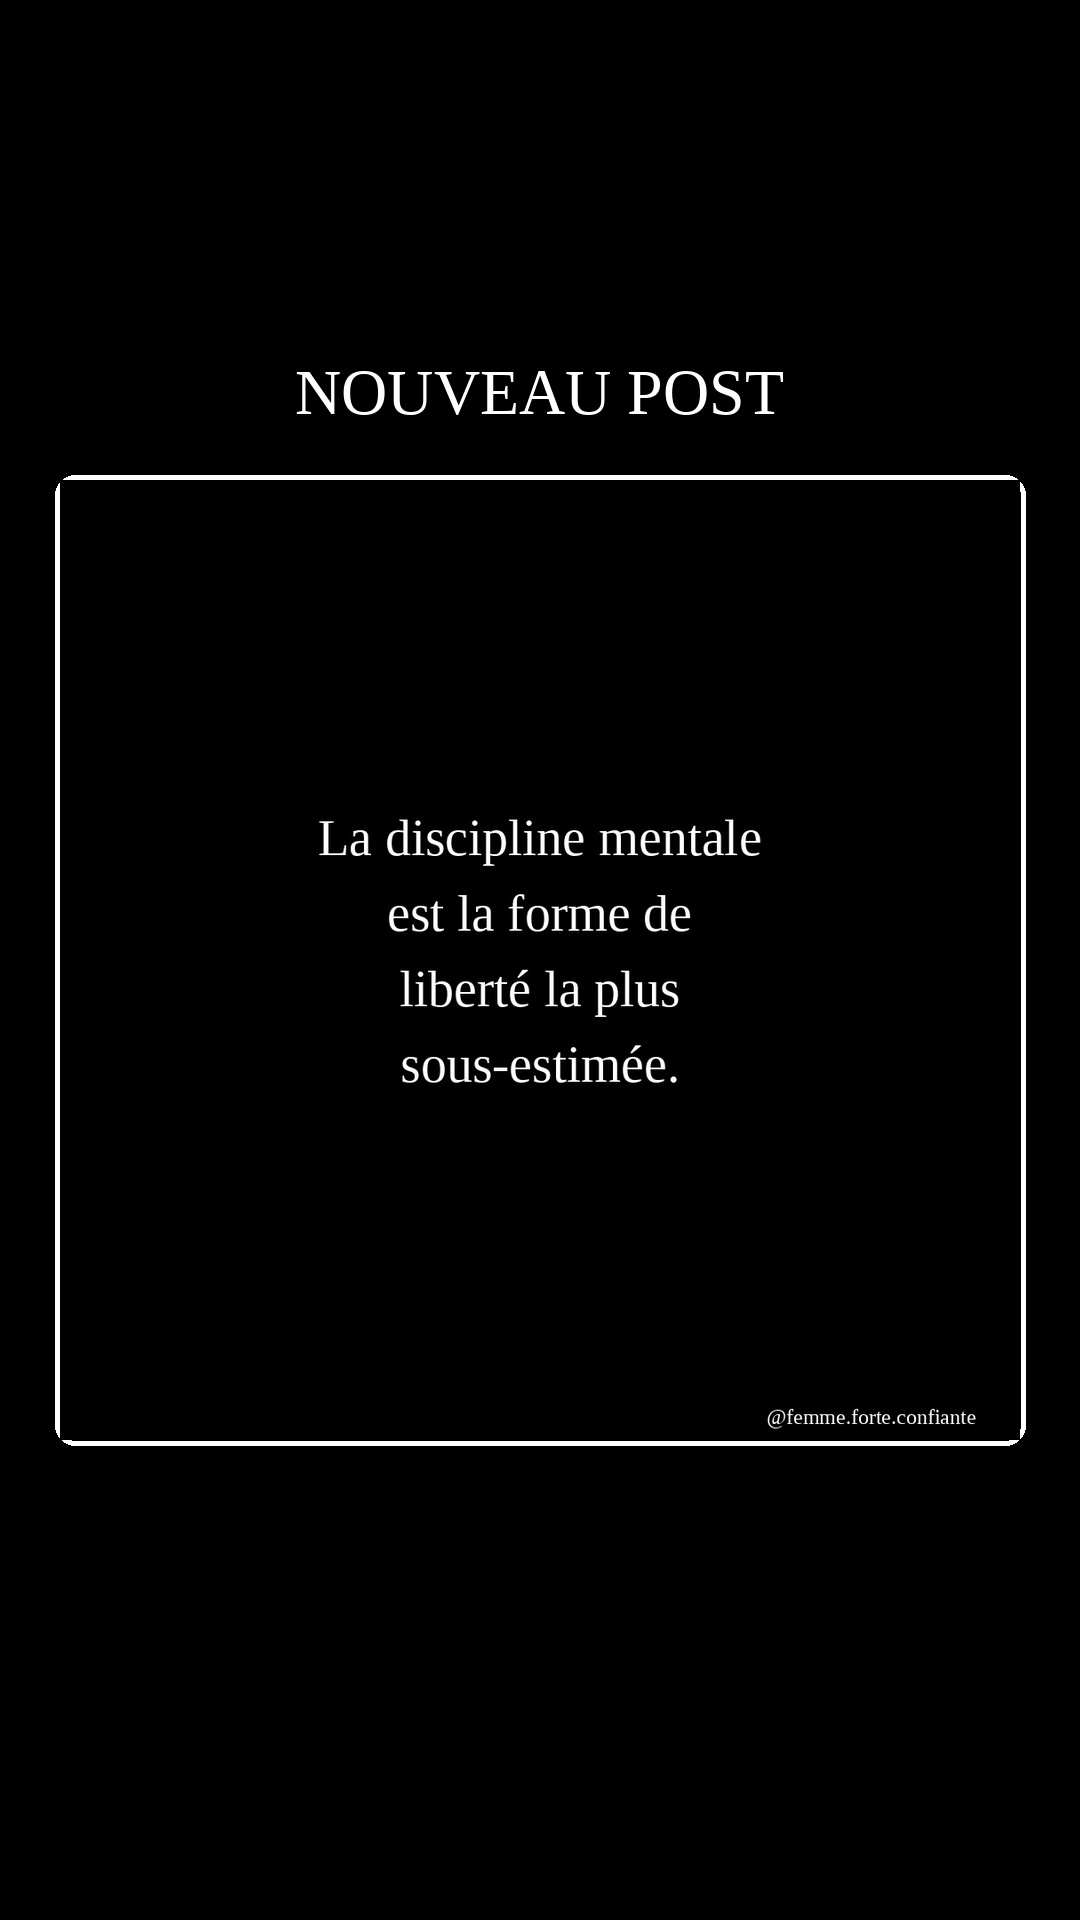 NOUVEAU POST
La discipline mentale
est la forme de
liberté la plus
sous-estimée.
@femme.forte.confiante